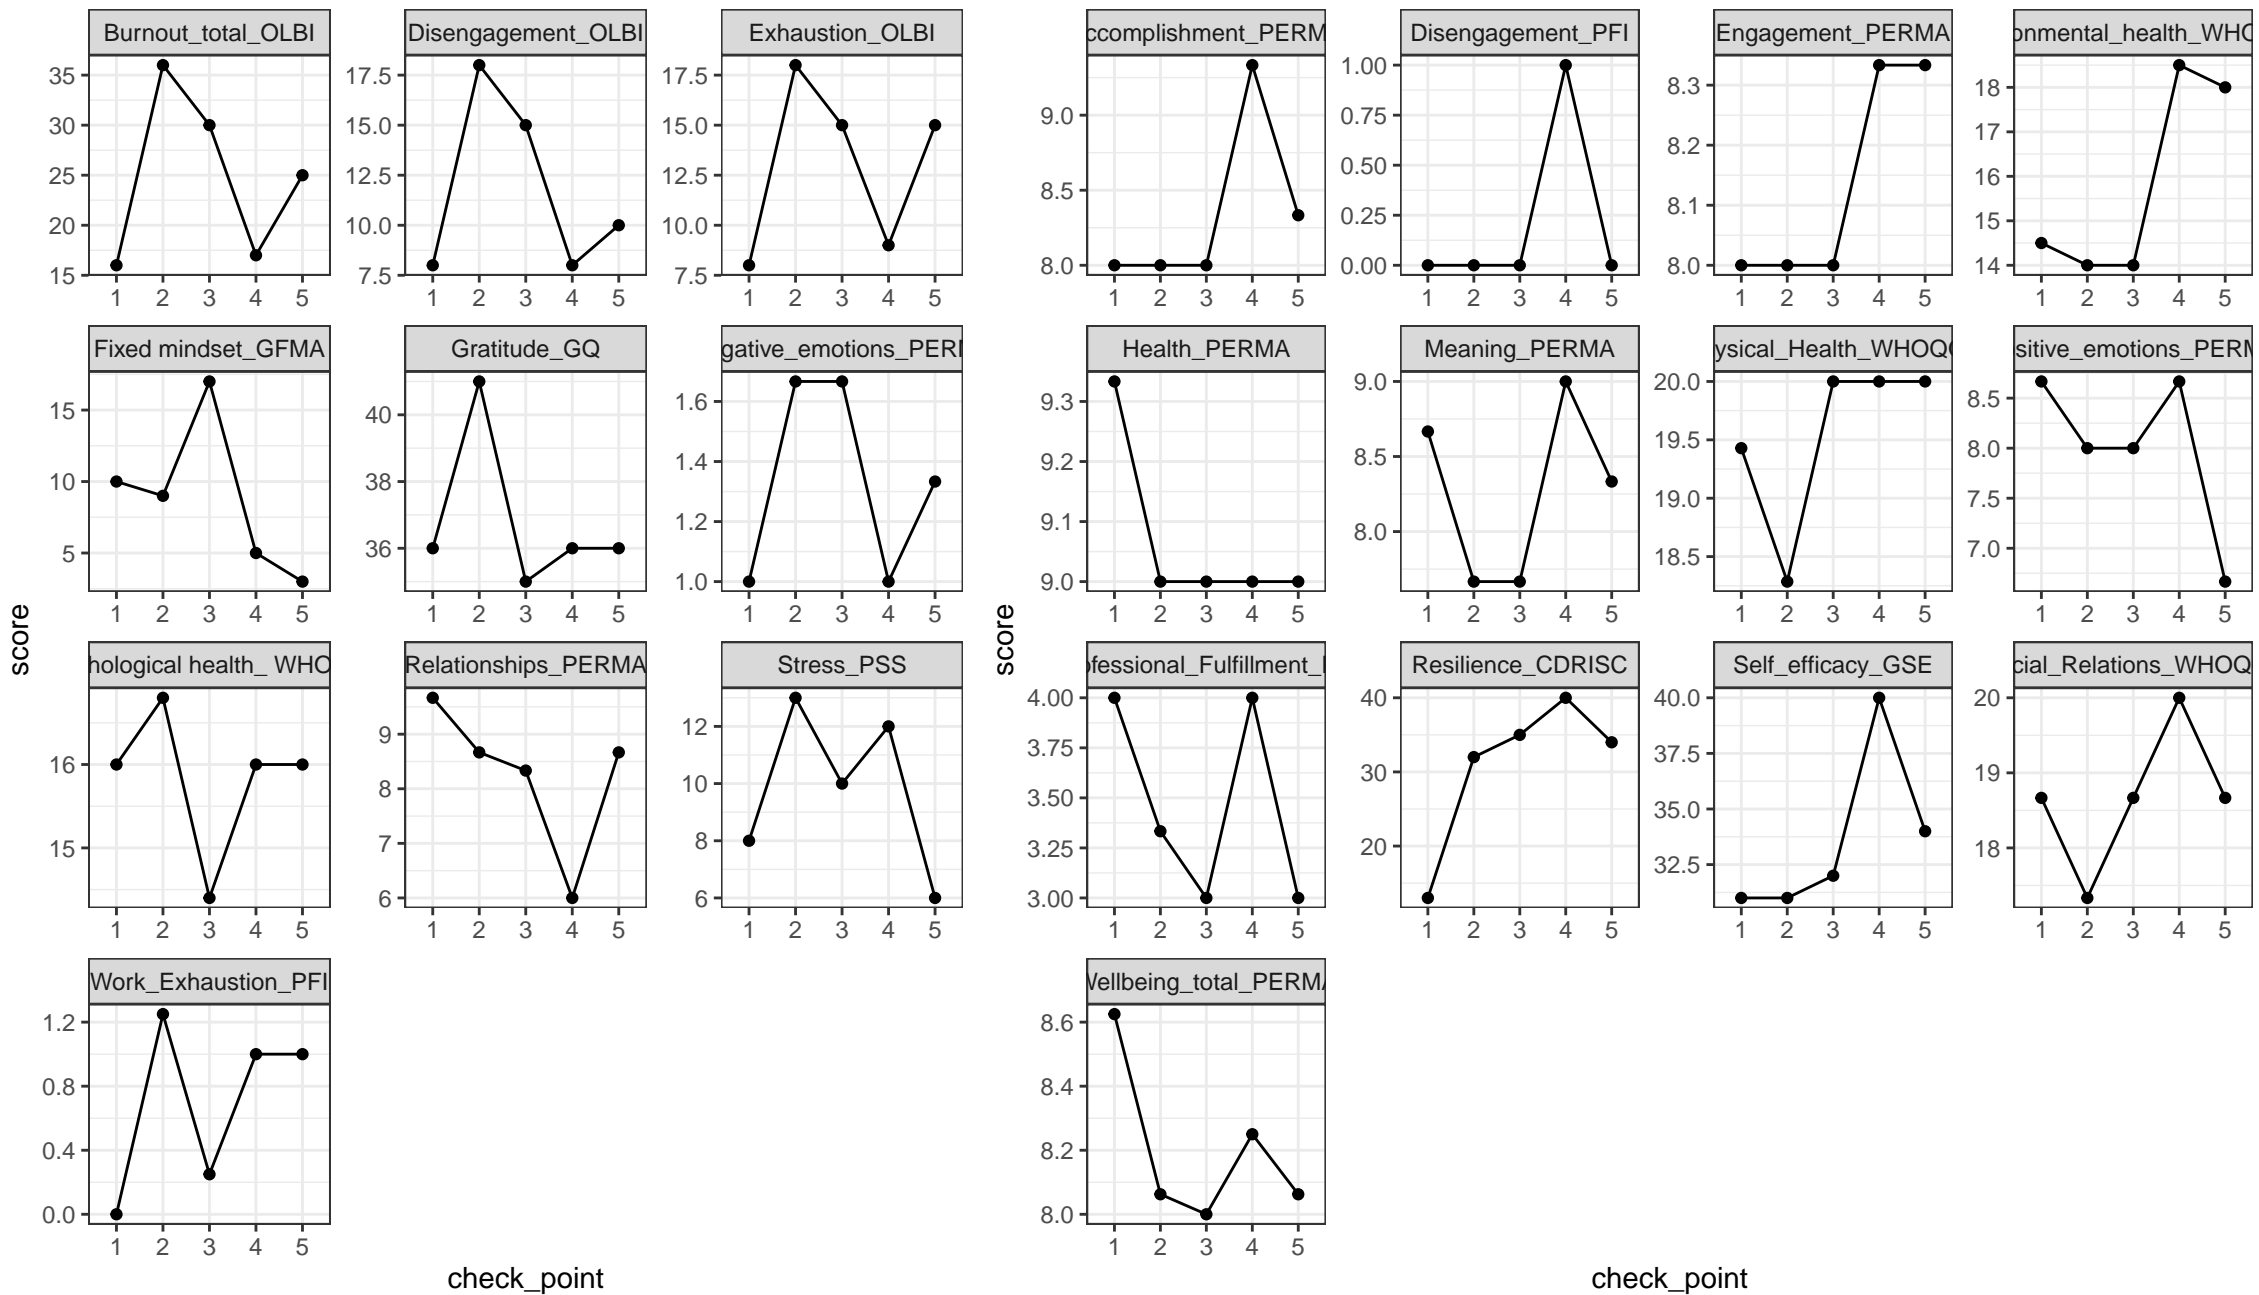 Burnout_total_OLBI
Disengagement_OLBI
Exhaustion_OLBI
ccomplishment_PERM
Disengagement_PFI
Engagement_PERMA
onmental_health_WHO
35
30
25
20
15
17.5
15.0
12.5
10.0
7.5
17.5
15.0
12.5
10.0
7.5
9.0
8.5
8.0
1.00
0.75
0.50
0.25
0.00
8.3
8.2
8.1
8.0
18
17
16
15
14
1 2 3 4 5
1 2 3 4 5
1 2 3 4 5
1 2 3 4 5
1 2 3 4 5
1 2 3 4 5
1 2 3 4 5
Fixed mindset_GFMA
Gratitude_GQ
gative_emotions_PERM
Health_PERMA
Meaning_PERMA
ysical_Health_WHOQO
sitive_emotions_PERM
15
10
5
40
38
36
1.6
1.4
1.2
1.0
9.3
9.2
9.1
9.0
9.0
8.5
8.0
20.0
19.5
19.0
18.5
8.5
8.0
7.5
7.0
1 2 3 4 5
1 2 3 4 5
1 2 3 4 5
1 2 3 4 5
1 2 3 4 5
1 2 3 4 5
1 2 3 4 5
score
score
hological health_ WHO
Relationships_PERMA
Stress_PSS
ofessional_Fulfillment_
Resilience_CDRISC
Self_efficacy_GSE
cial_Relations_WHOQ
16
15
9
8
7
6
12
10
8
6
4.00
3.75
3.50
3.25
3.00
40
30
20
40.0
37.5
35.0
32.5
20
19
18
1 2 3 4 5
1 2 3 4 5
1 2 3 4 5
1 2 3 4 5
1 2 3 4 5
1 2 3 4 5
1 2 3 4 5
Work_Exhaustion_PFI
Wellbeing_total_PERMA
1.2
0.8
0.4
0.0
8.6
8.4
8.2
8.0
1 2 3 4 5
1 2 3 4 5
check_point
check_point